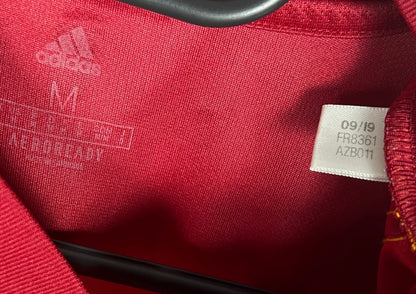 adidas
M
AEROREADY
09/19
FR8361
AZB011